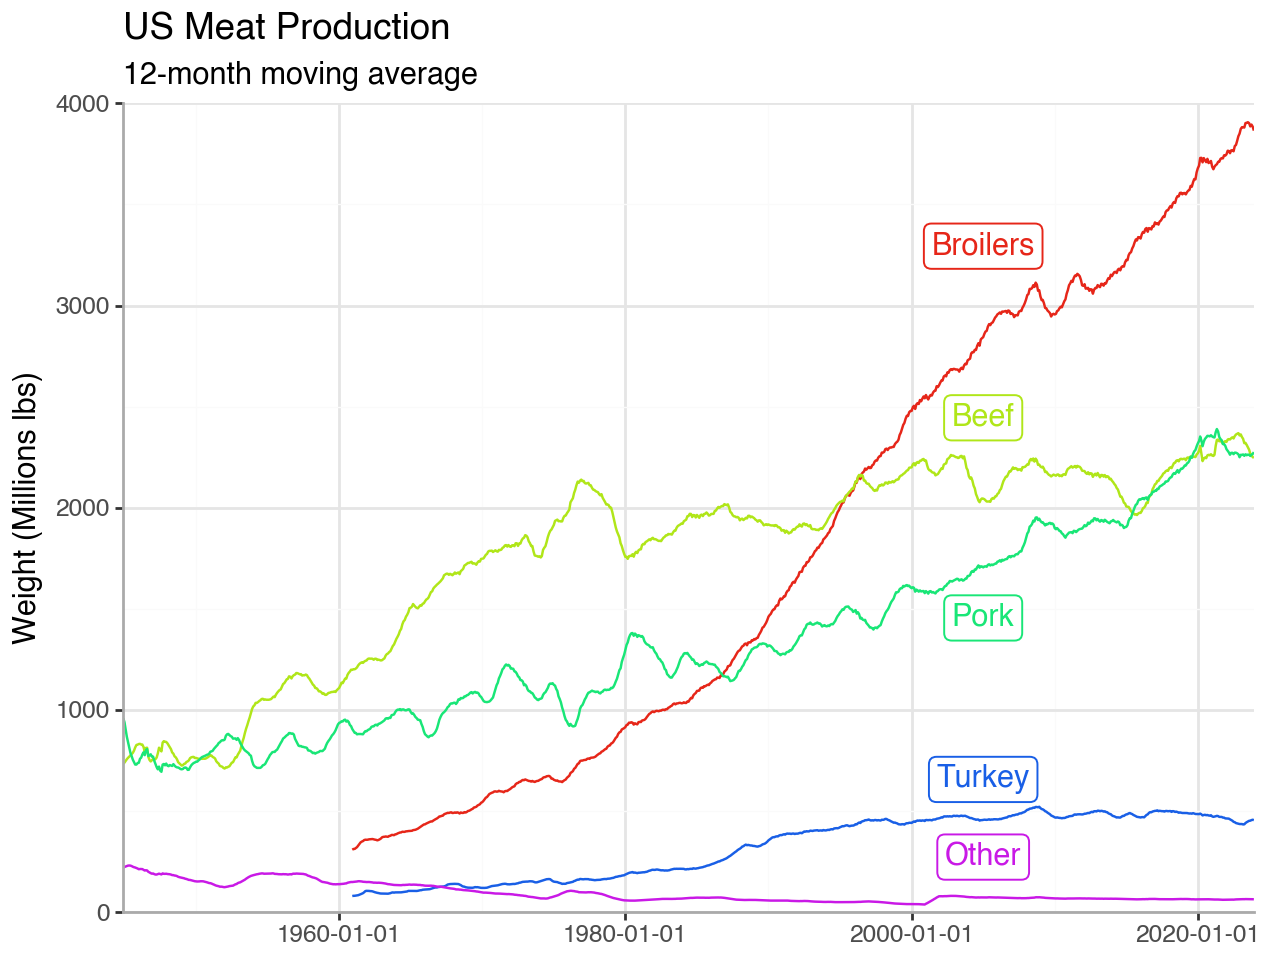 US Meat Production
12-month moving average
Weight (Millions lbs)
4000
3000
2000
1000
0
Broilers
Beef
Pork
Turkey
Other
1960-01-01
1980-01-01
2000-01-01
2020-01-01